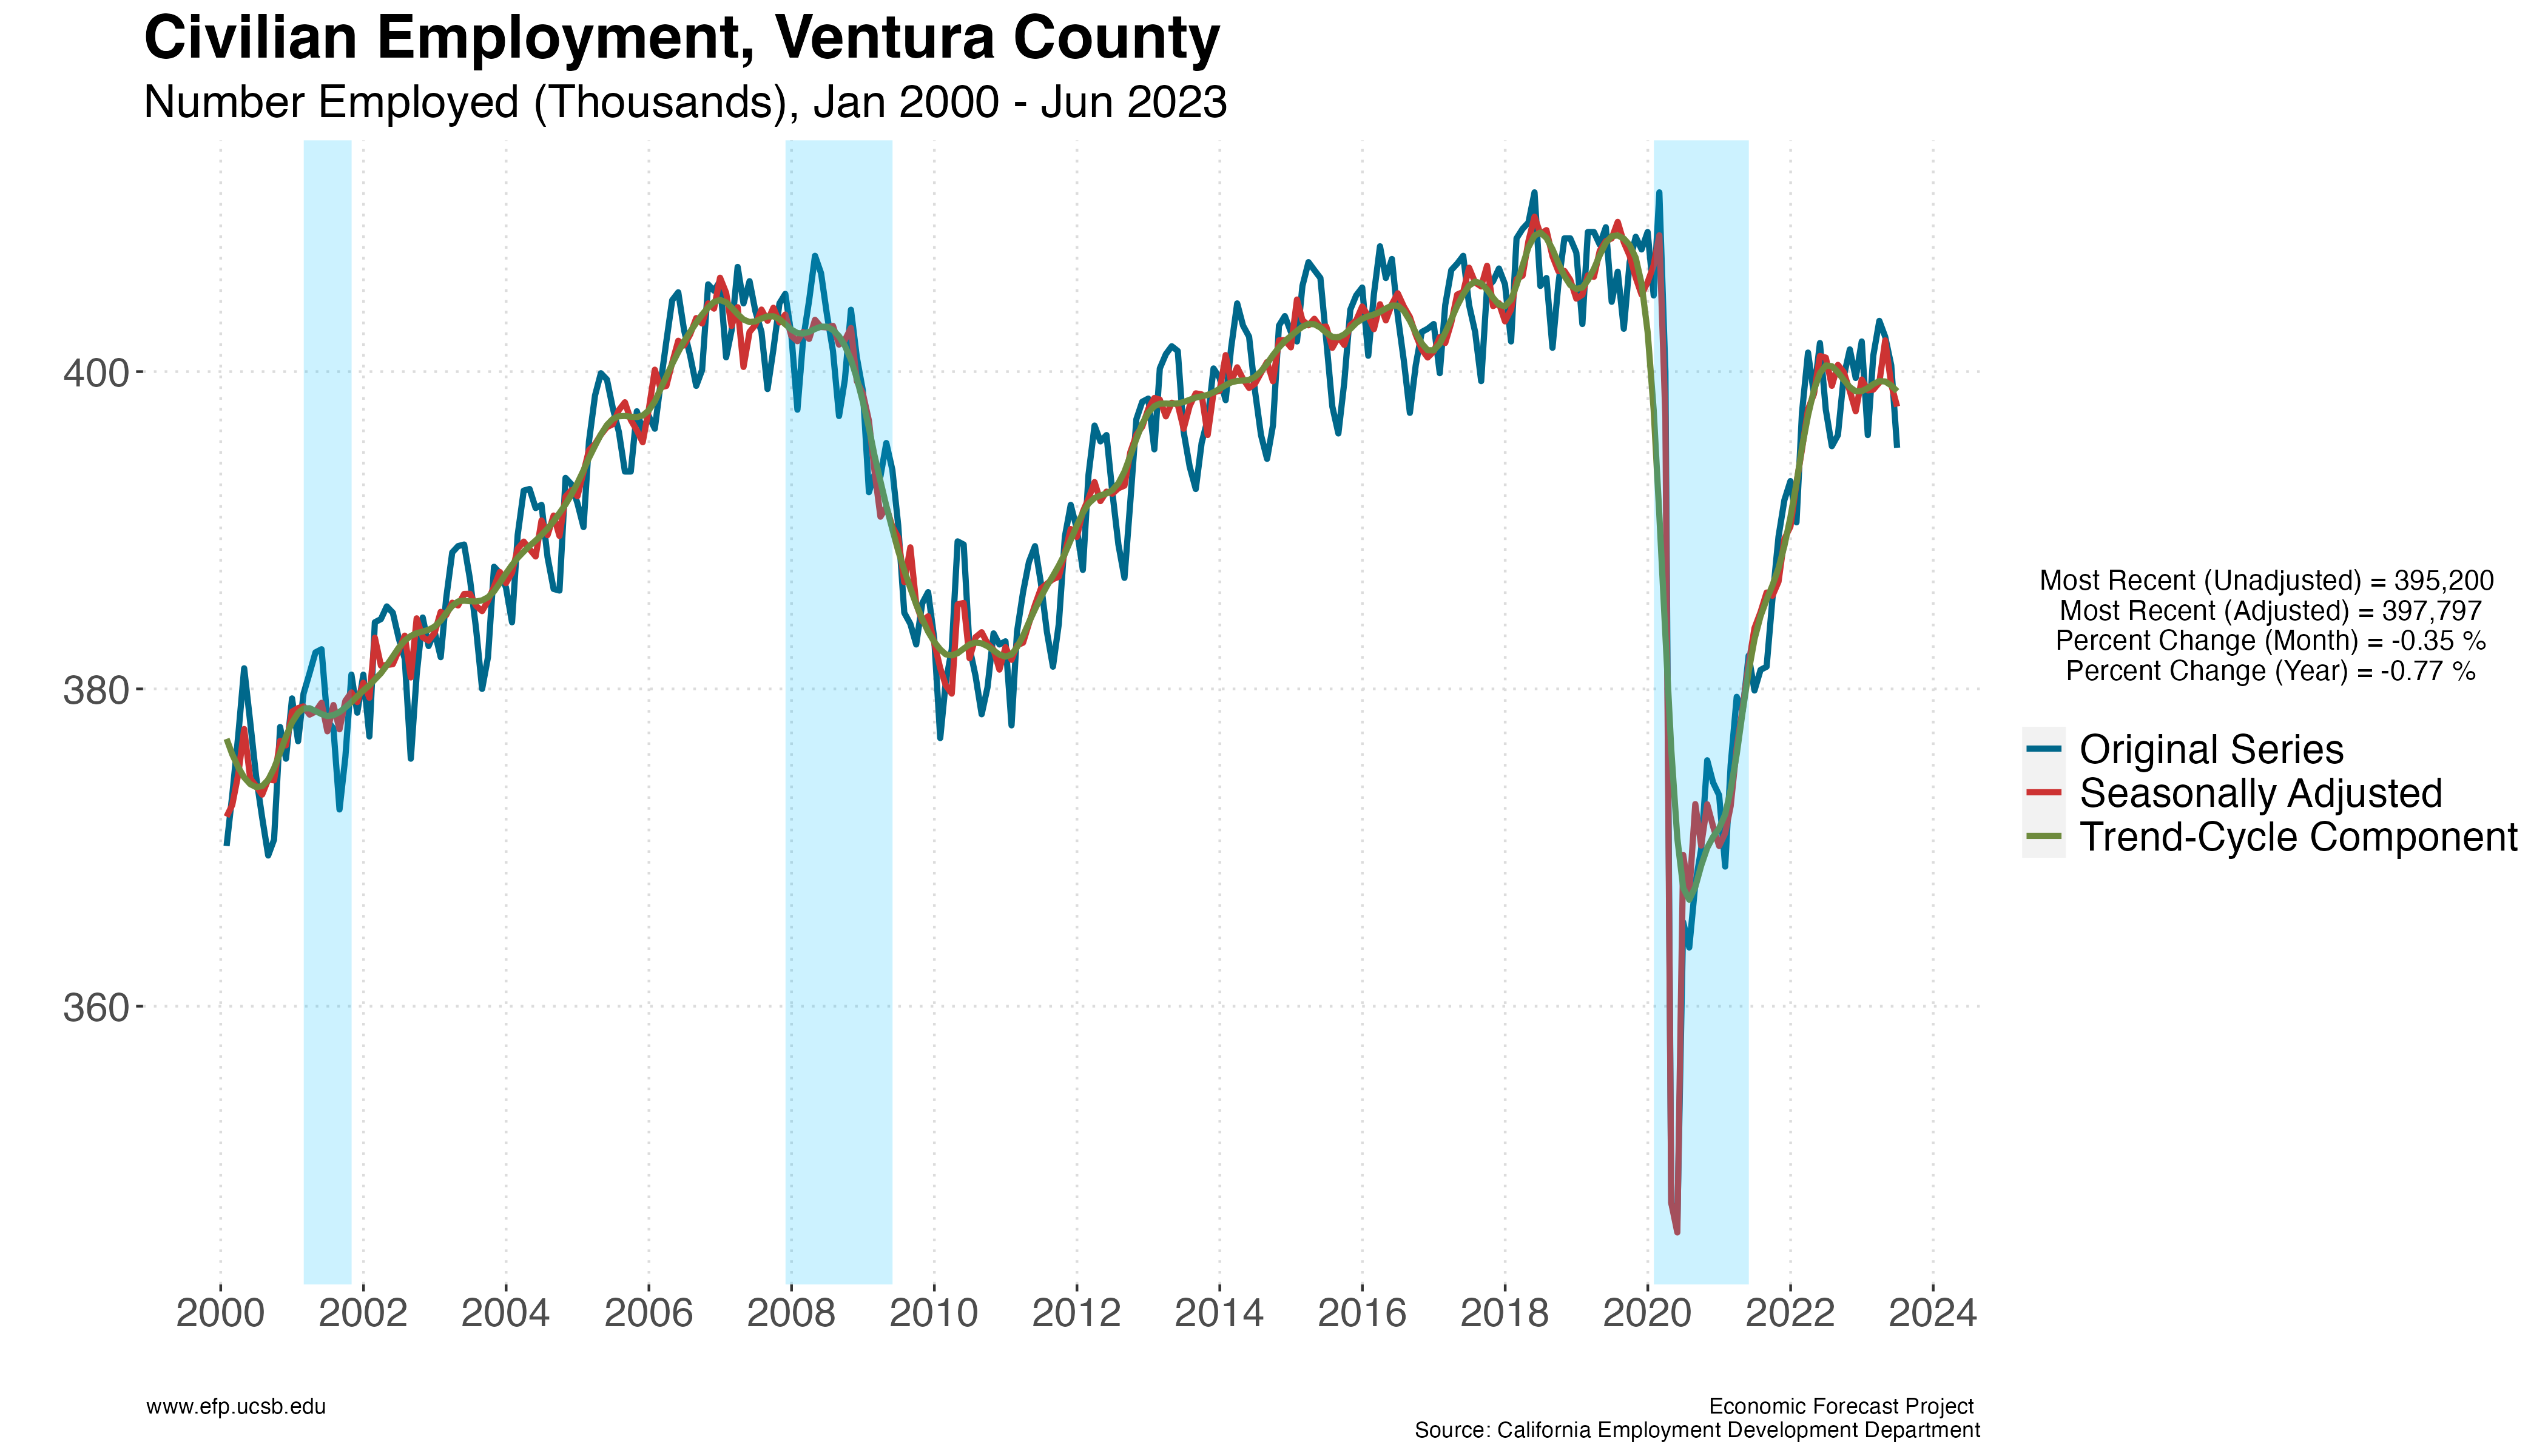 Civilian Employment, Ventura County
Number Employed (Thousands), Jan 2000 - Jun 2023
400
380
360
2000 2002 2004 2006 2008 2010 2012 2014 2016 2018 2020 2022 2024
Most Recent (Unadjusted) = 395,200
Most Recent (Adjusted) = 397,797
Percent Change (Month) = -0.35 %
Percent Change (Year) = -0.77 %
Original Series
Seasonally Adjusted
Trend-Cycle Component
www.efp.ucsb.edu
Economic Forecast Project
Source: California Employment Development Department